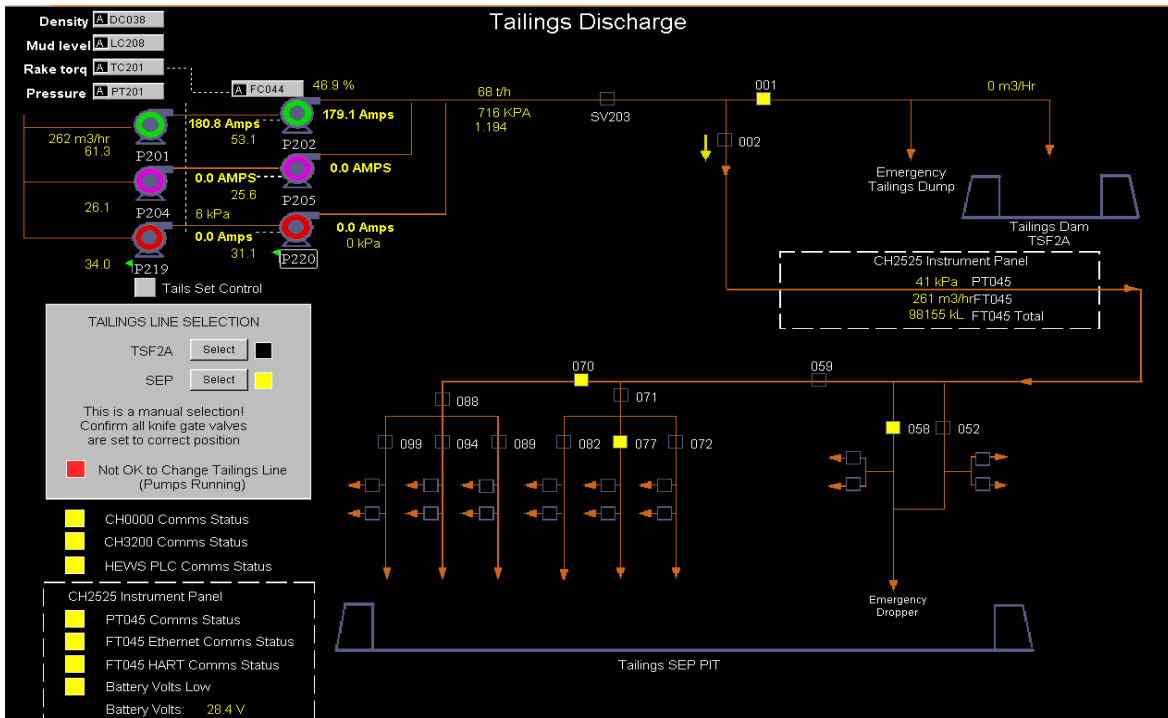 Tailings Discharge
Density A DC038
Mud level A LC208
Rake torq A TC201
Pressure A PT201
A FC044 46.9 %
68 t/h
716 KPA
1.194
SV203
001
0 m3/Hr
002
262 m3/hr
61.3
P201
180.8 Amps
53.1
P202
179.1 Amps
26.1
P204
0.0 AMPS
25.6
P205
0.0 AMPS
6 kPa
34.0
P219
0.0 Amps
31.1
P220
0.0 Amps
0 kPa
Emergency
Tailings Dump
Tailings Dam
TSF2A
Tails Set Control
CH2525 Instrument Panel
41 kPa PT045
261 m3/hr FT045
98155 kL FT045 Total
TAILINGS LINE SELECTION
TSF2A Select
SEP Select
This is a manual selection!
Confirm all knife gate valves
are set to correct position
Not OK to Change Tailings Line
(Pumps Running)
070
059
088
071
099
094
089
082
077
072
058
052
CH0000 Comms Status
CH3200 Comms Status
HEWS PLC Comms Status
CH2525 Instrument Panel
PT045 Comms Status
FT045 Ethernet Comms Status
FT045 HART Comms Status
Battery Volts Low
Battery Volts: 28.4 V
Emergency
Dropper
Tailings SEP PIT